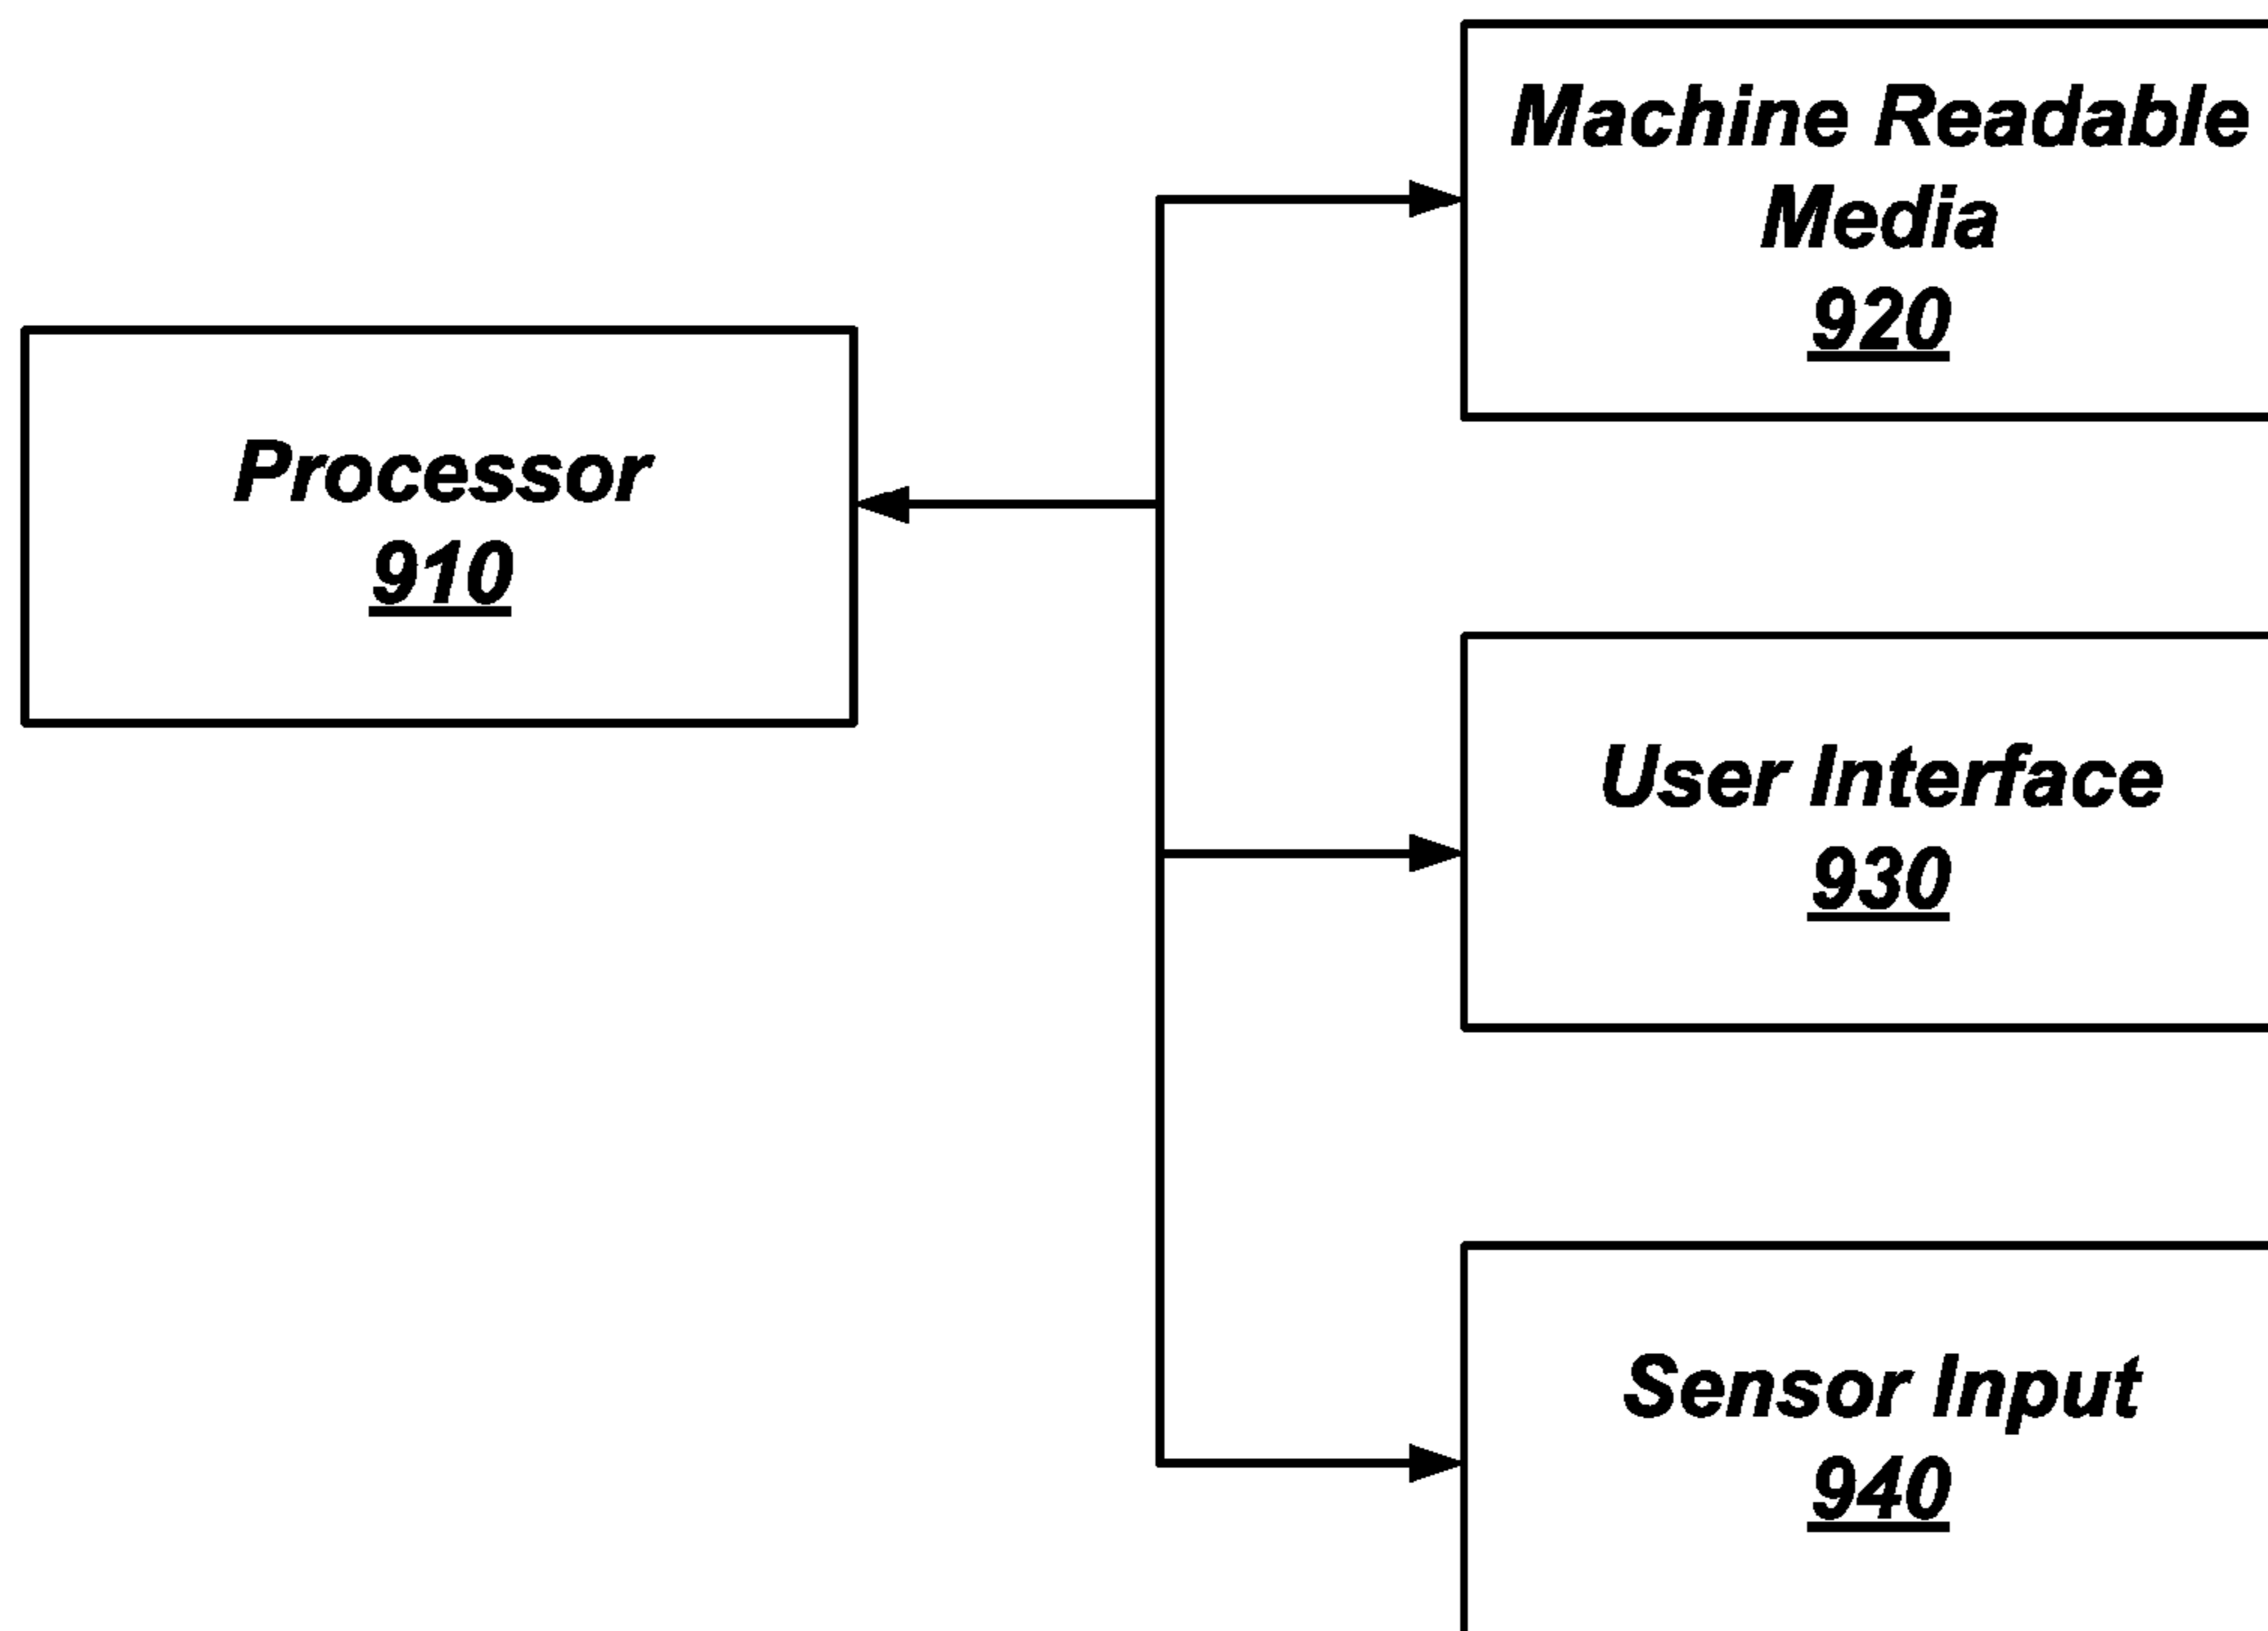 Machine Readable
Media
920
Processor
910
User Interface
930
Sensor Input
940